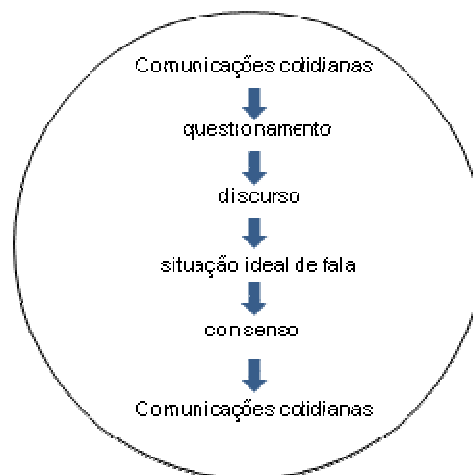 Comunicações cotidianas
questionamento
discurso
situação ideal de fala
consenso
Comunicações cotidianas